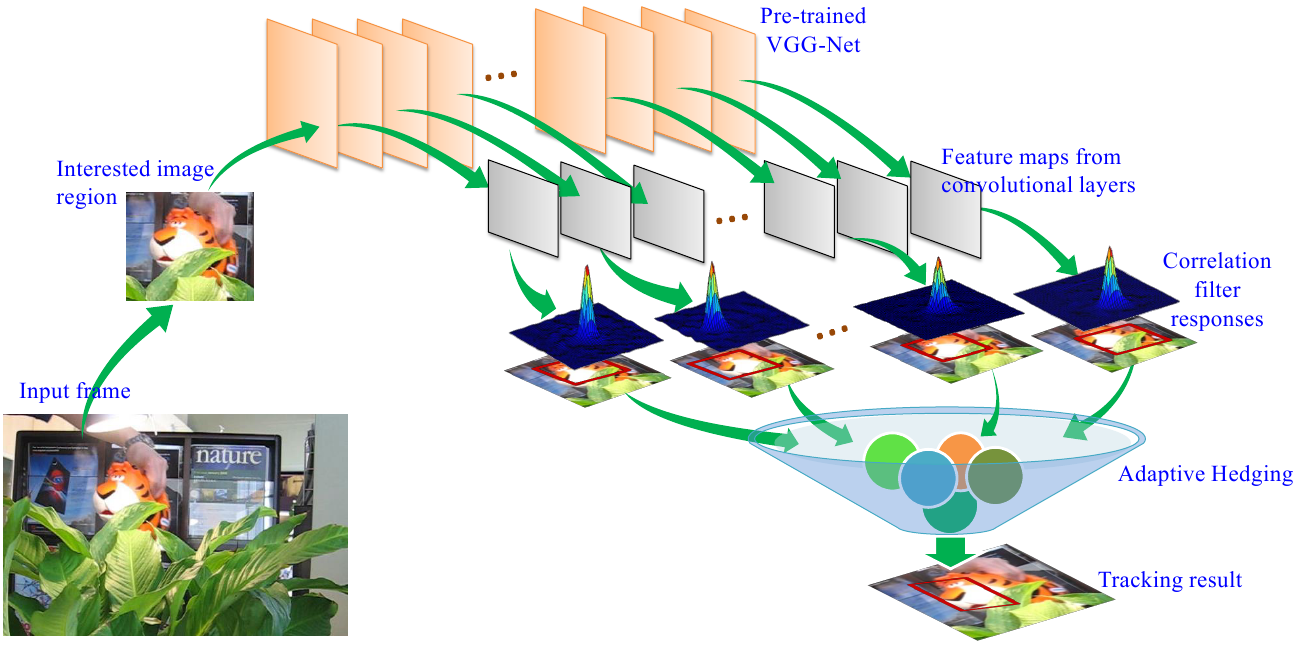 Pre-trained
VGG-Net
Interested image
region
Feature maps from
convolutional layers
Correlation
filter
responses
Input frame
nature
Adaptive Hedging
Tracking result